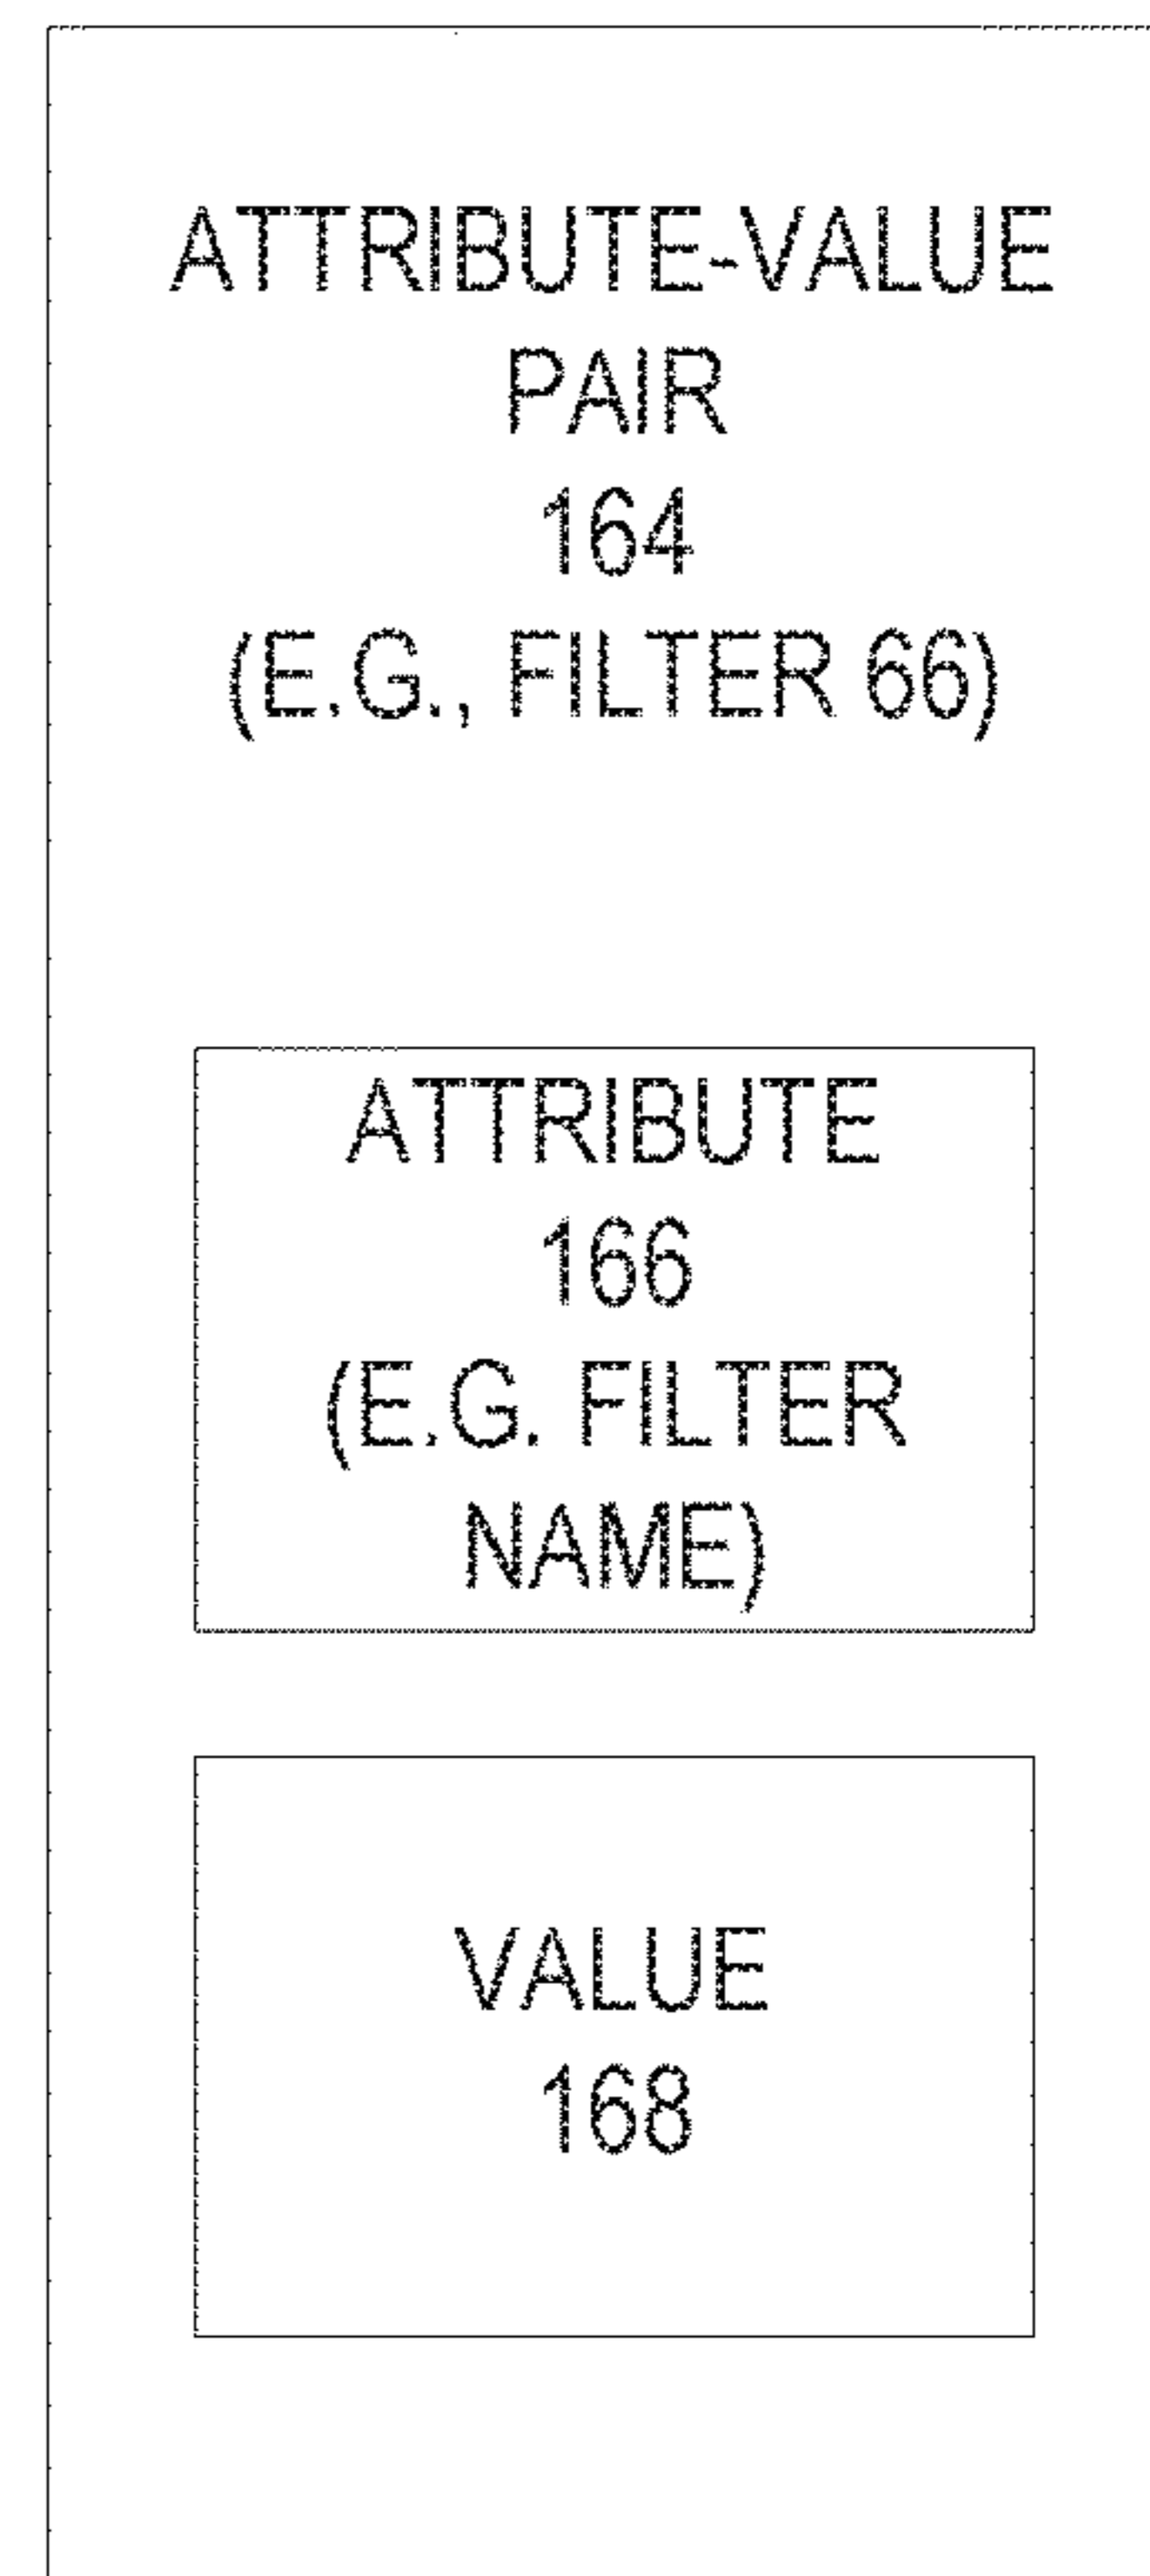 ATTRIBUTE-VALUE
PAIR
164
(E.G., FILTER 66)
ATTRIBUTE
166
(E.G. FILTER
NAME)
VALUE
168